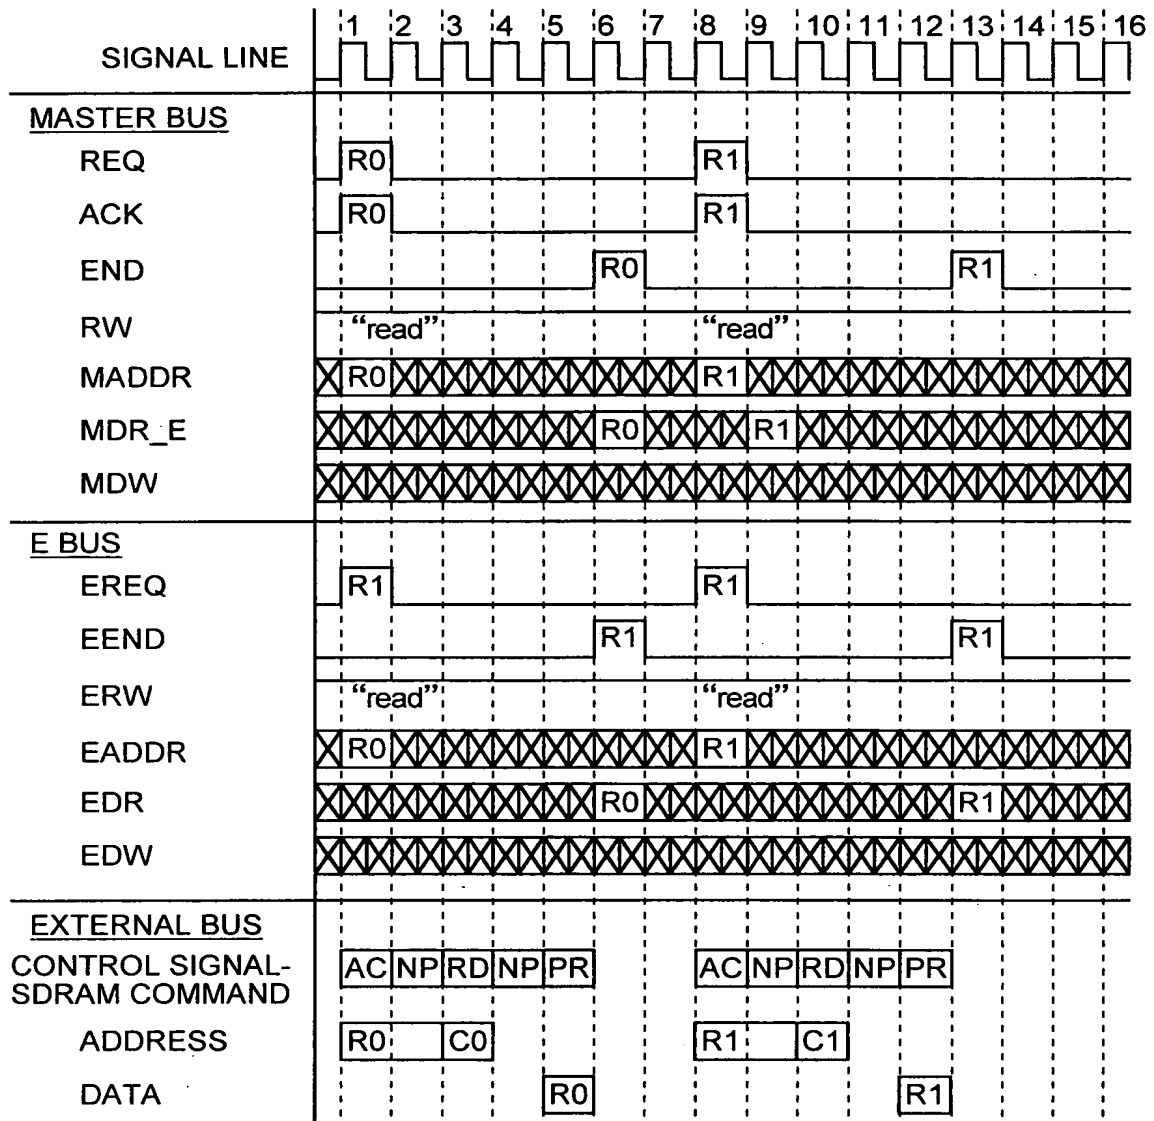 1 2 3 4 5 6 7 8 9 10 11 12 13 14 15 16
SIGNAL LINE
MASTER BUS
REQ R0 R1
ACK R0 R1
END R0 R1
RW “read” “read”
MADDR R0 R1
MDR_E R0 R1
MDW
E BUS
EREQ R1 R1
EEND R1 R1
ERW “read” “read”
EADDR R0 R1
EDR R0 R1
EDW
EXTERNAL BUS
CONTROL SIGNAL-
SDRAM COMMAND AC NP RD NP PR AC NP RD NP PR
ADDRESS R0 C0 R1 C1
DATA R0 R1